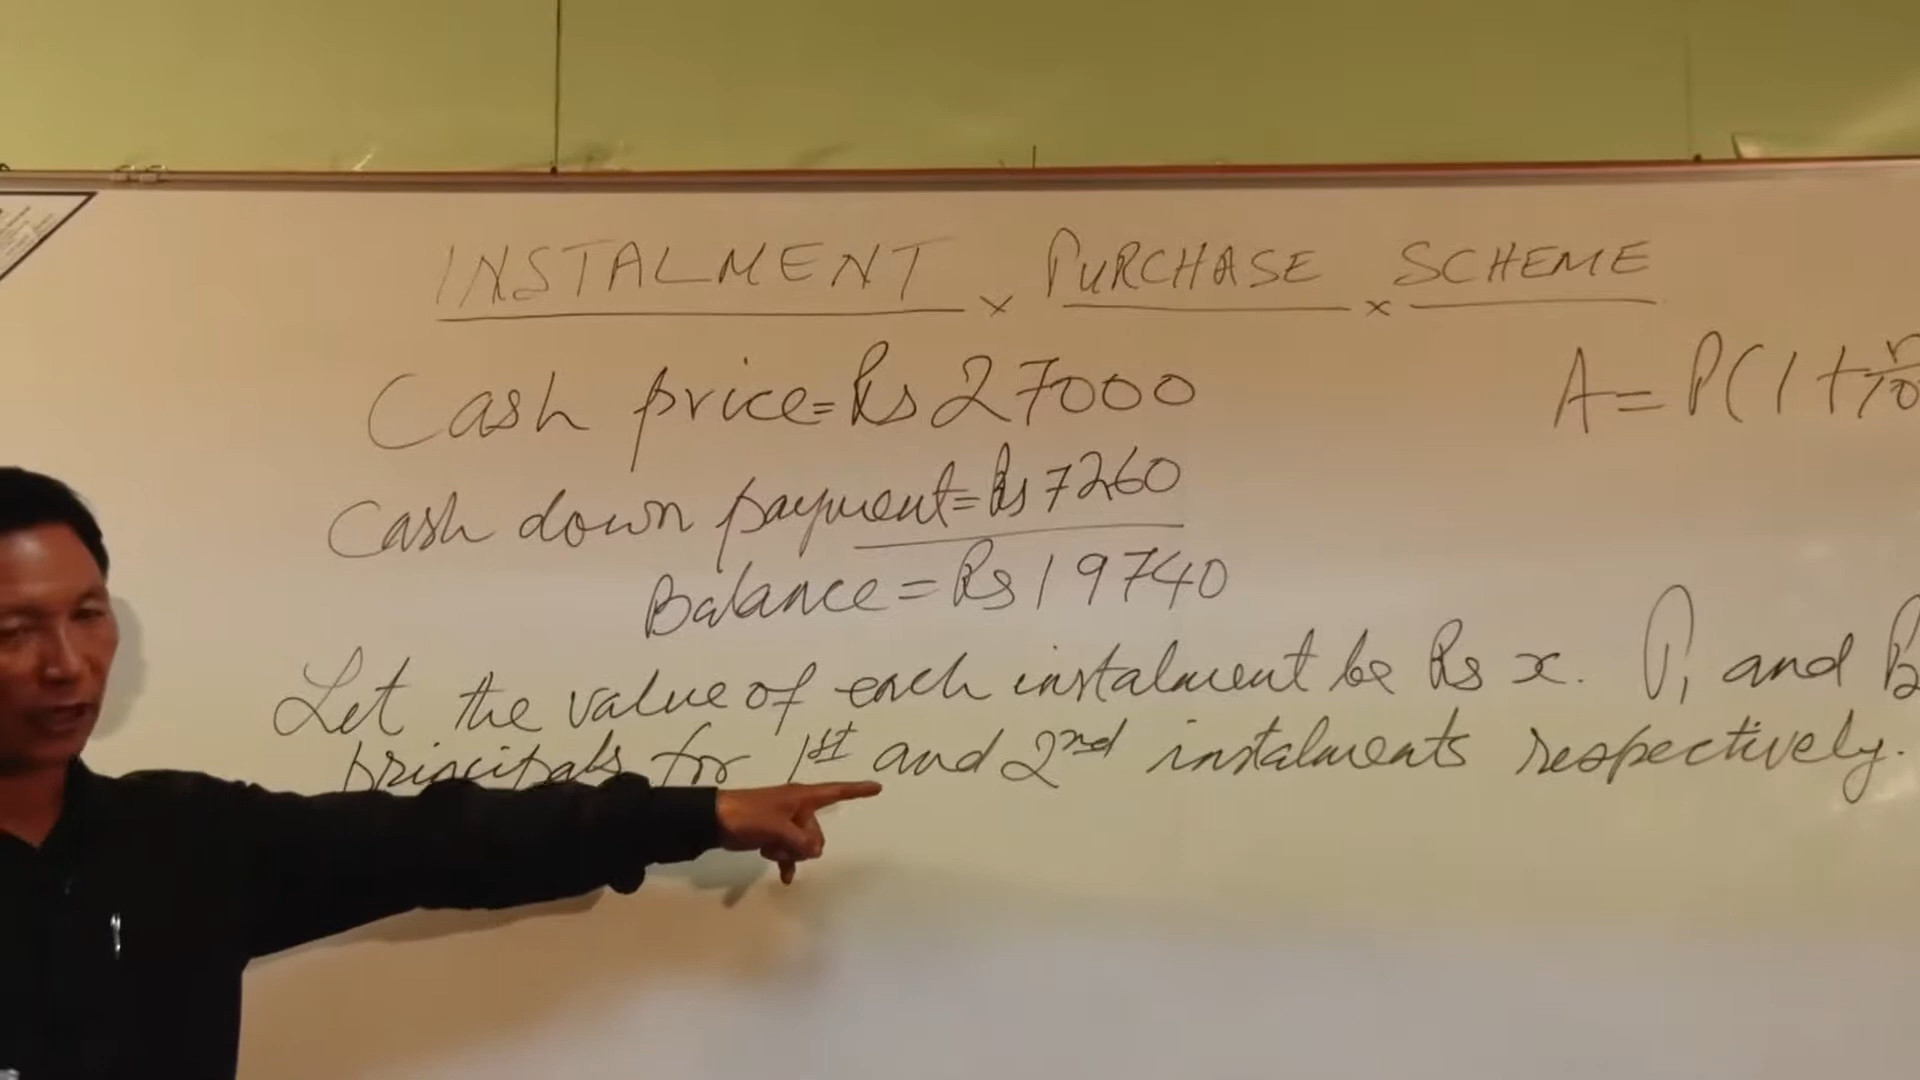 INSTALMENT PURCHASE SCHEME
Cash price=Rs 27000
A=P(1+r/10
Cash down payment=Rs 7260
Balance=Rs 19740
Let the value of each instalment be Rs x. P₁ and P₂
principals for 1st and 2nd instalments respectively.